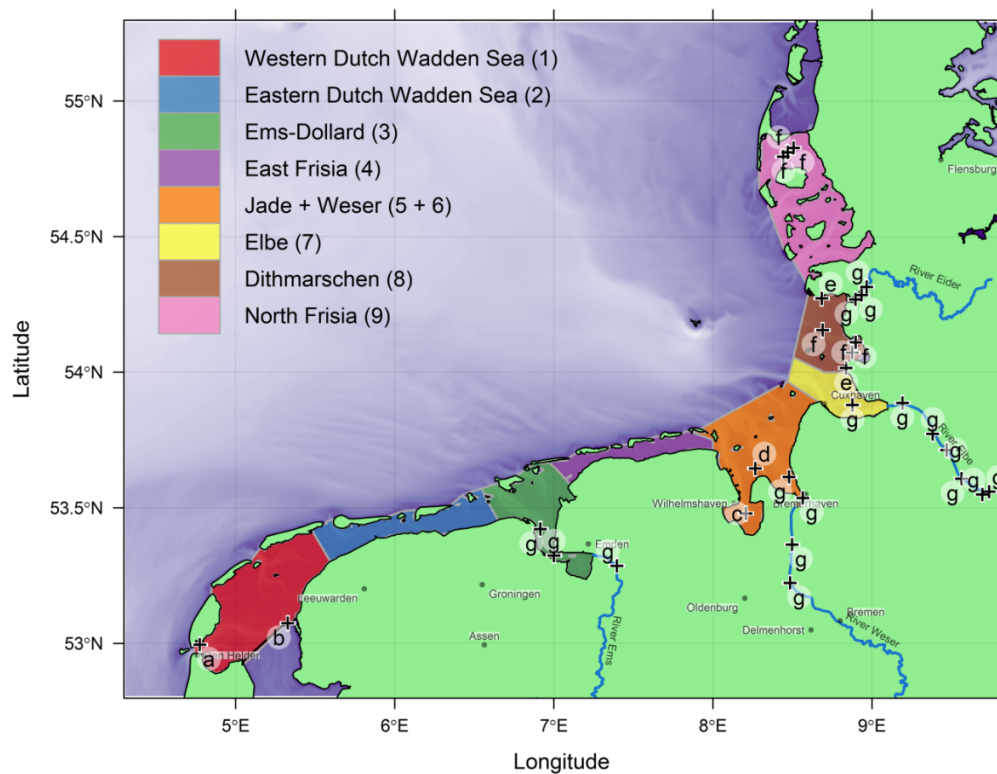 Western Dutch Wadden Sea (1)
Eastern Dutch Wadden Sea (2)
Ems-Dollard (3)
East Frisia (4)
Jade + Weser (5 + 6)
Elbe (7)
Dithmarschen (8)
North Frisia (9)
55°N
54.5°N
54°N
53.5°N
53°N
Latitude
5°E
6°E
7°E
8°E
9°E
Longitude
f
f
f
Flensburg
River Eider
g
e
g
g
f
f
f
e
Cuxhaven
g
g
g
River Elbe
g
g
g
g
d
g
Wilhelmshaven
Bremerhaven
c
g
g
g
g
Emden
g
g
River Ems
Leeuwarden
Groningen
Assen
Oldenburg
Delmenhorst
Bremen
River Weser
b
a
Den Helder